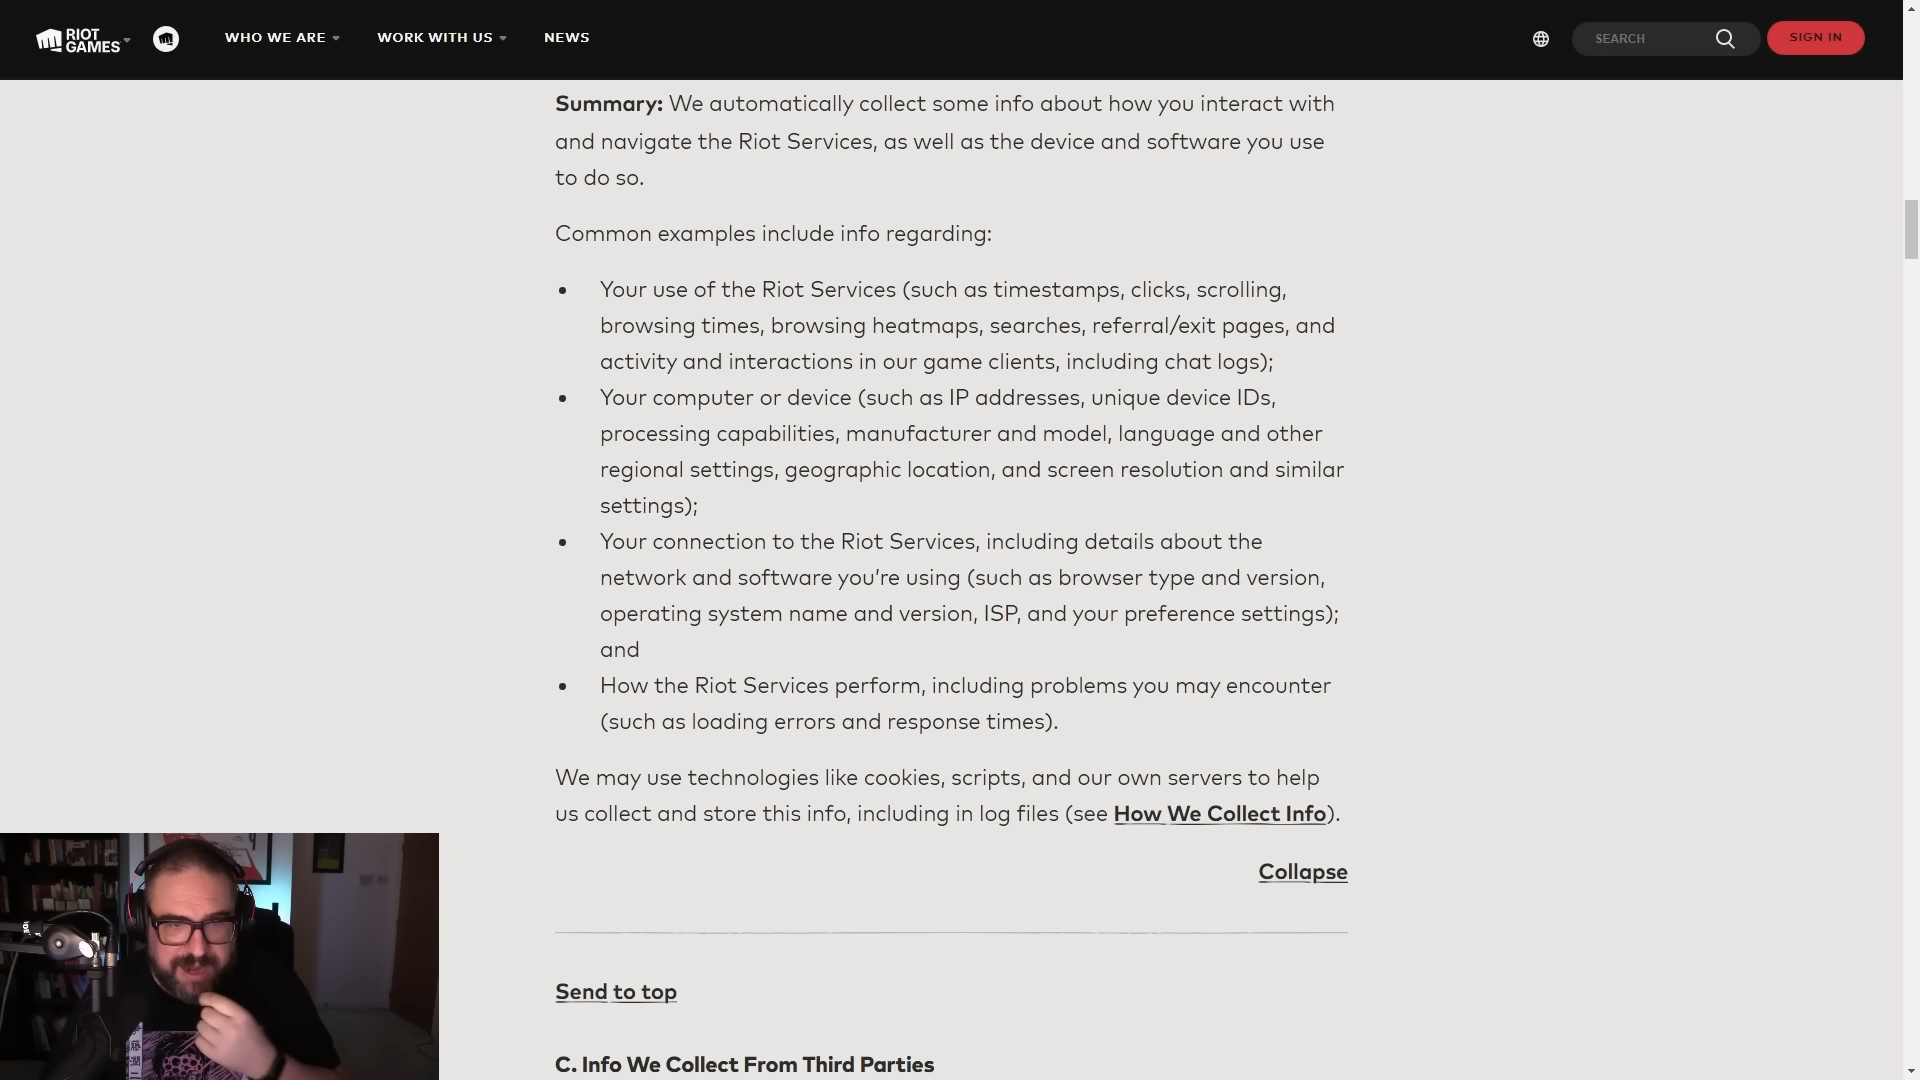 RIOT
GAMES
WHO WE ARE
WORK WITH US
NEWS
SEARCH
SIGN IN
Summary: We automatically collect some info about how you interact with
and navigate the Riot Services, as well as the device and software you use
to do so.
Common examples include info regarding:
• Your use of the Riot Services (such as timestamps, clicks, scrolling,
browsing times, browsing heatmaps, searches, referral/exit pages, and
activity and interactions in our game clients, including chat logs);
• Your computer or device (such as IP addresses, unique device IDs,
processing capabilities, manufacturer and model, language and other
regional settings, geographic location, and screen resolution and similar
settings);
• Your connection to the Riot Services, including details about the
network and software you’re using (such as browser type and version,
operating system name and version, ISP, and your preference settings);
and
• How the Riot Services perform, including problems you may encounter
(such as loading errors and response times).
We may use technologies like cookies, scripts, and our own servers to help
us collect and store this info, including in log files (see How We Collect Info).
Collapse
Send to top
C. Info We Collect From Third Parties